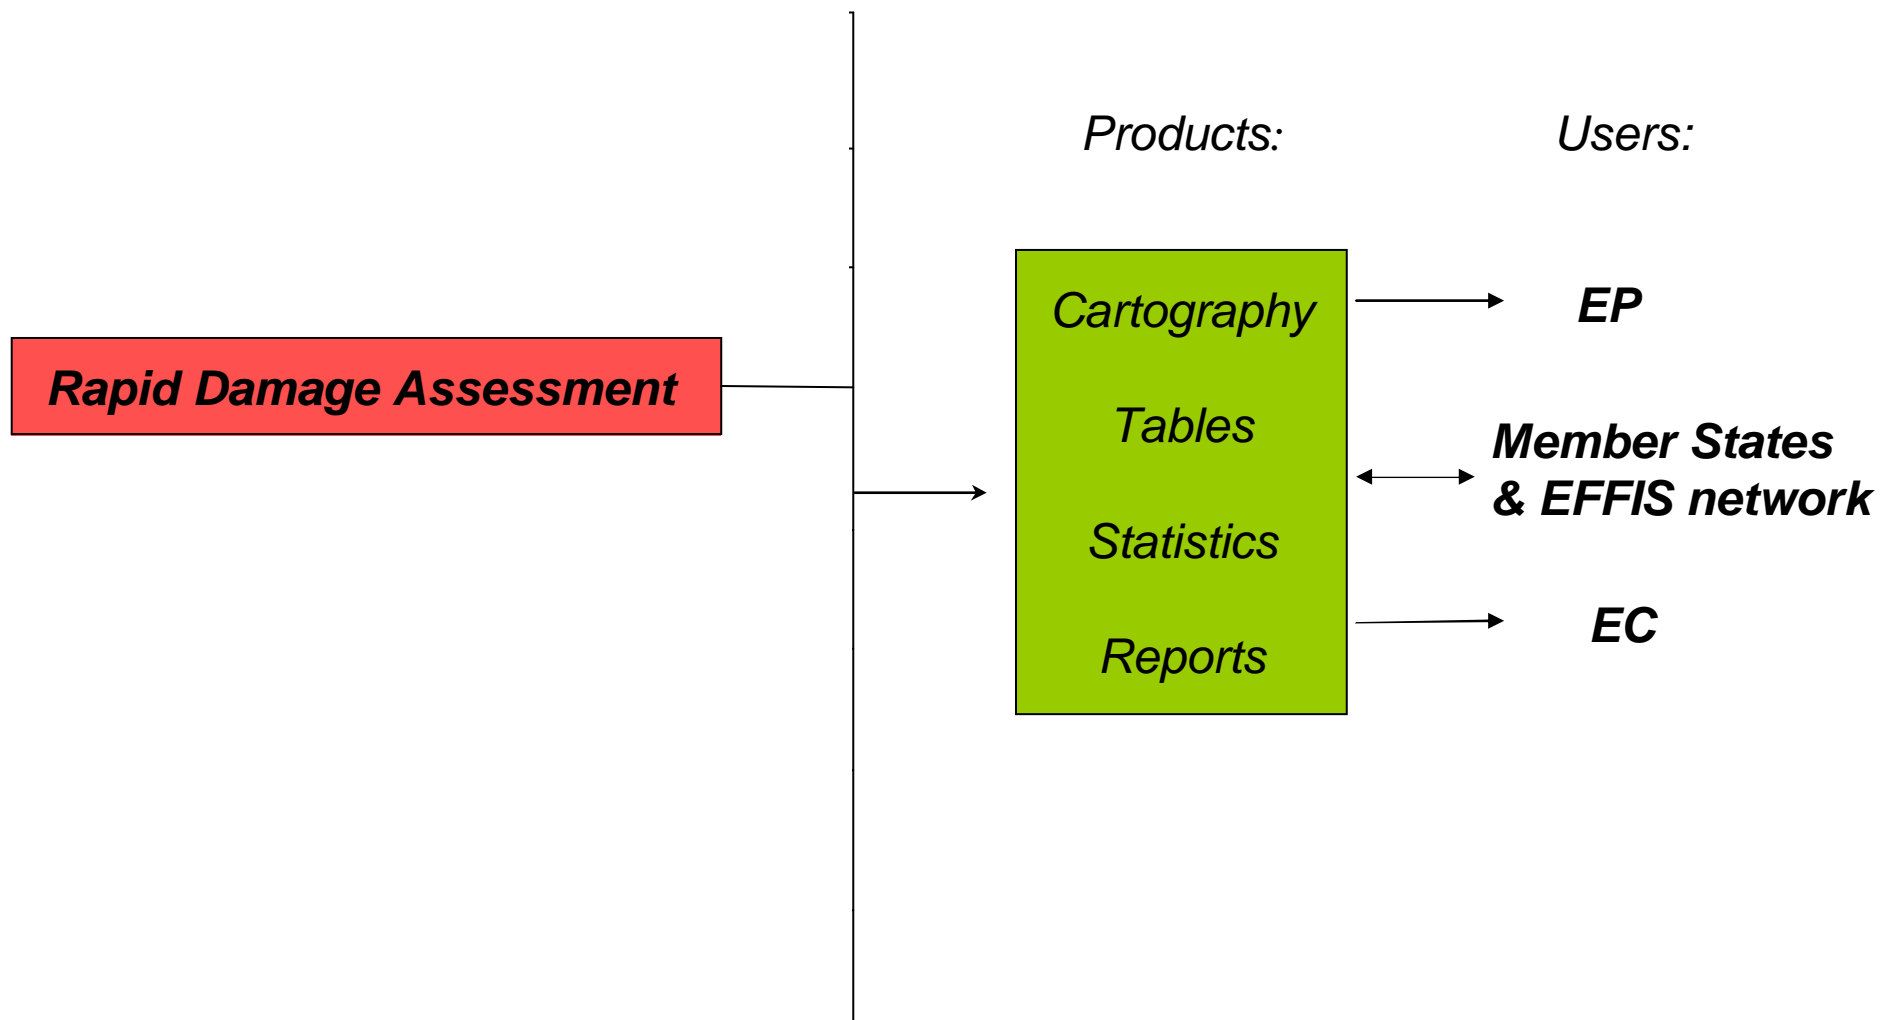 Products:
Users:
Rapid Damage Assessment
Cartography
Tables
Statistics
Reports
EP
Member States
& EFFIS network
EC